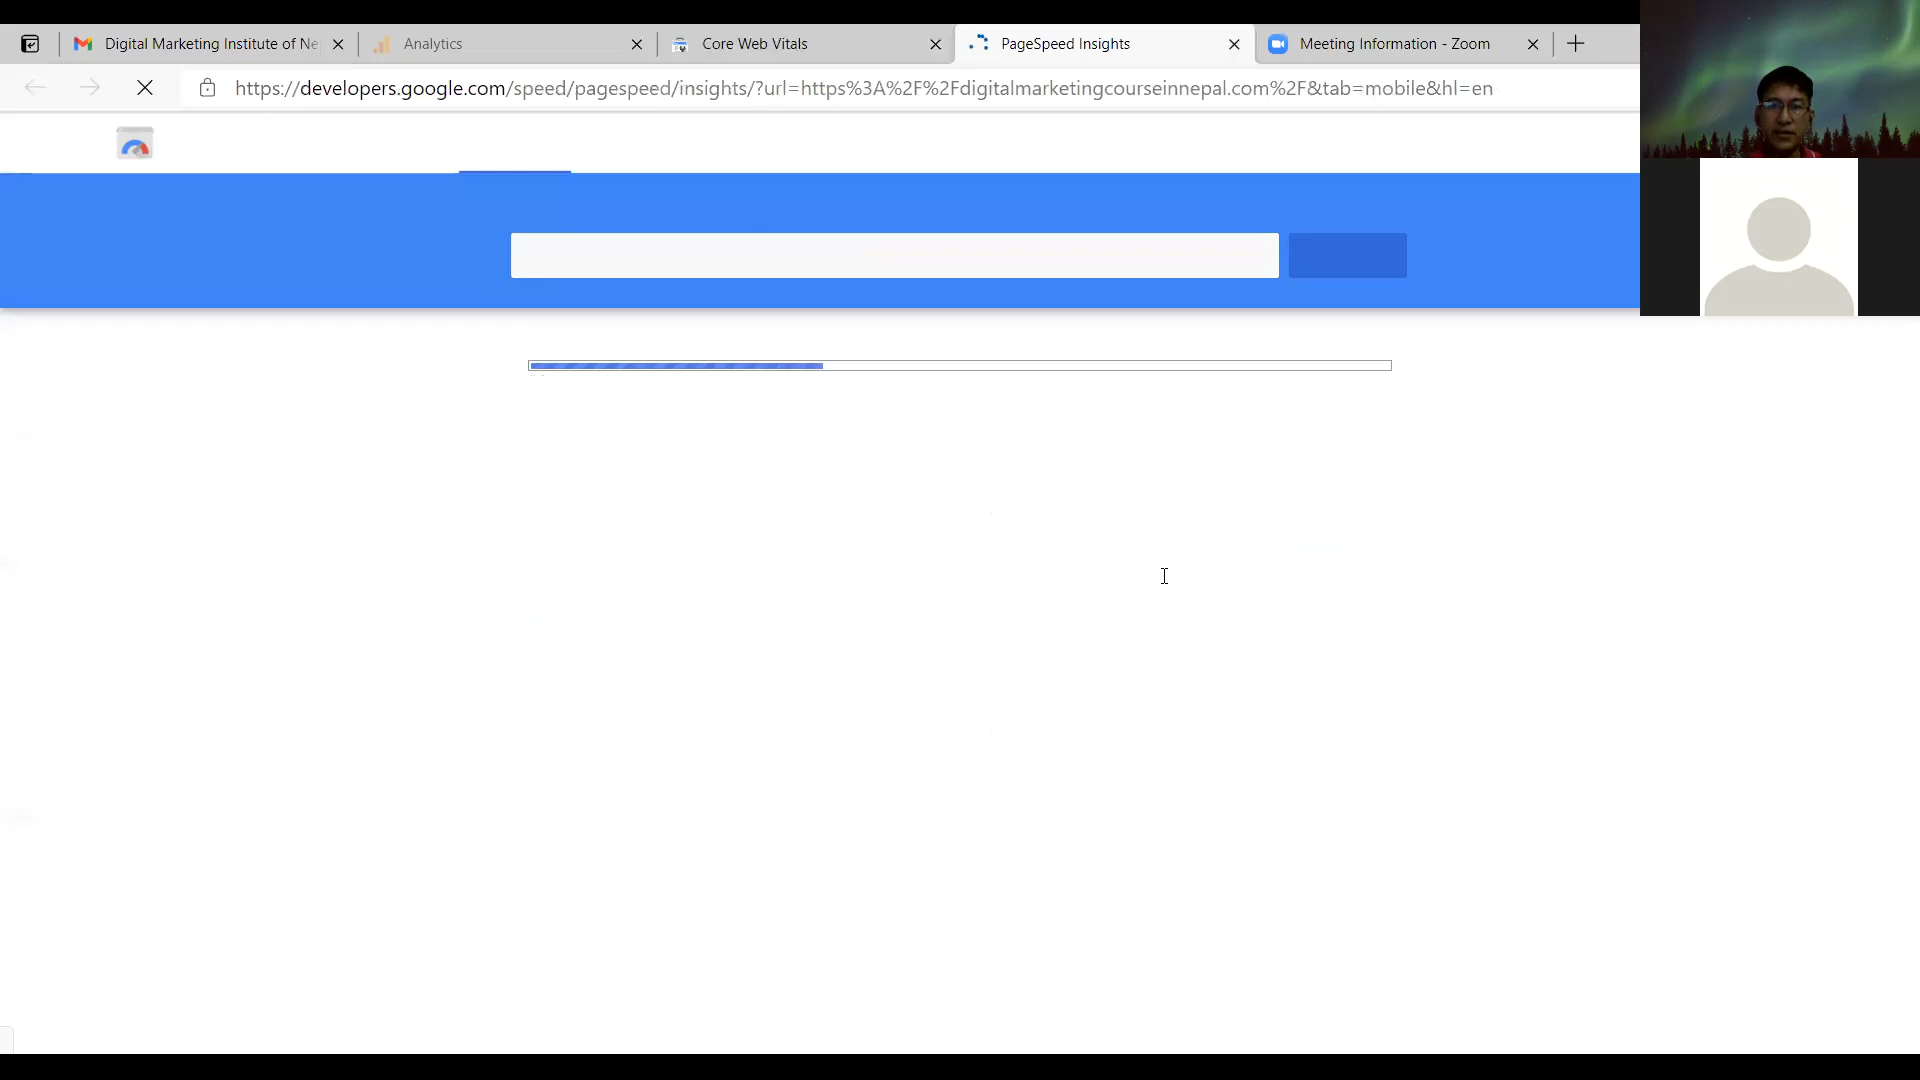 Digital Marketing Institute of Ne
Analytics
Core Web Vitals
PageSpeed Insights
Meeting Information - Zoom
https://developers.google.com/speed/pagespeed/insights/?url=https%3A%2F%2Fdigitalmarketingcourseinnepal.com%2F&tab=mobile&hl=en